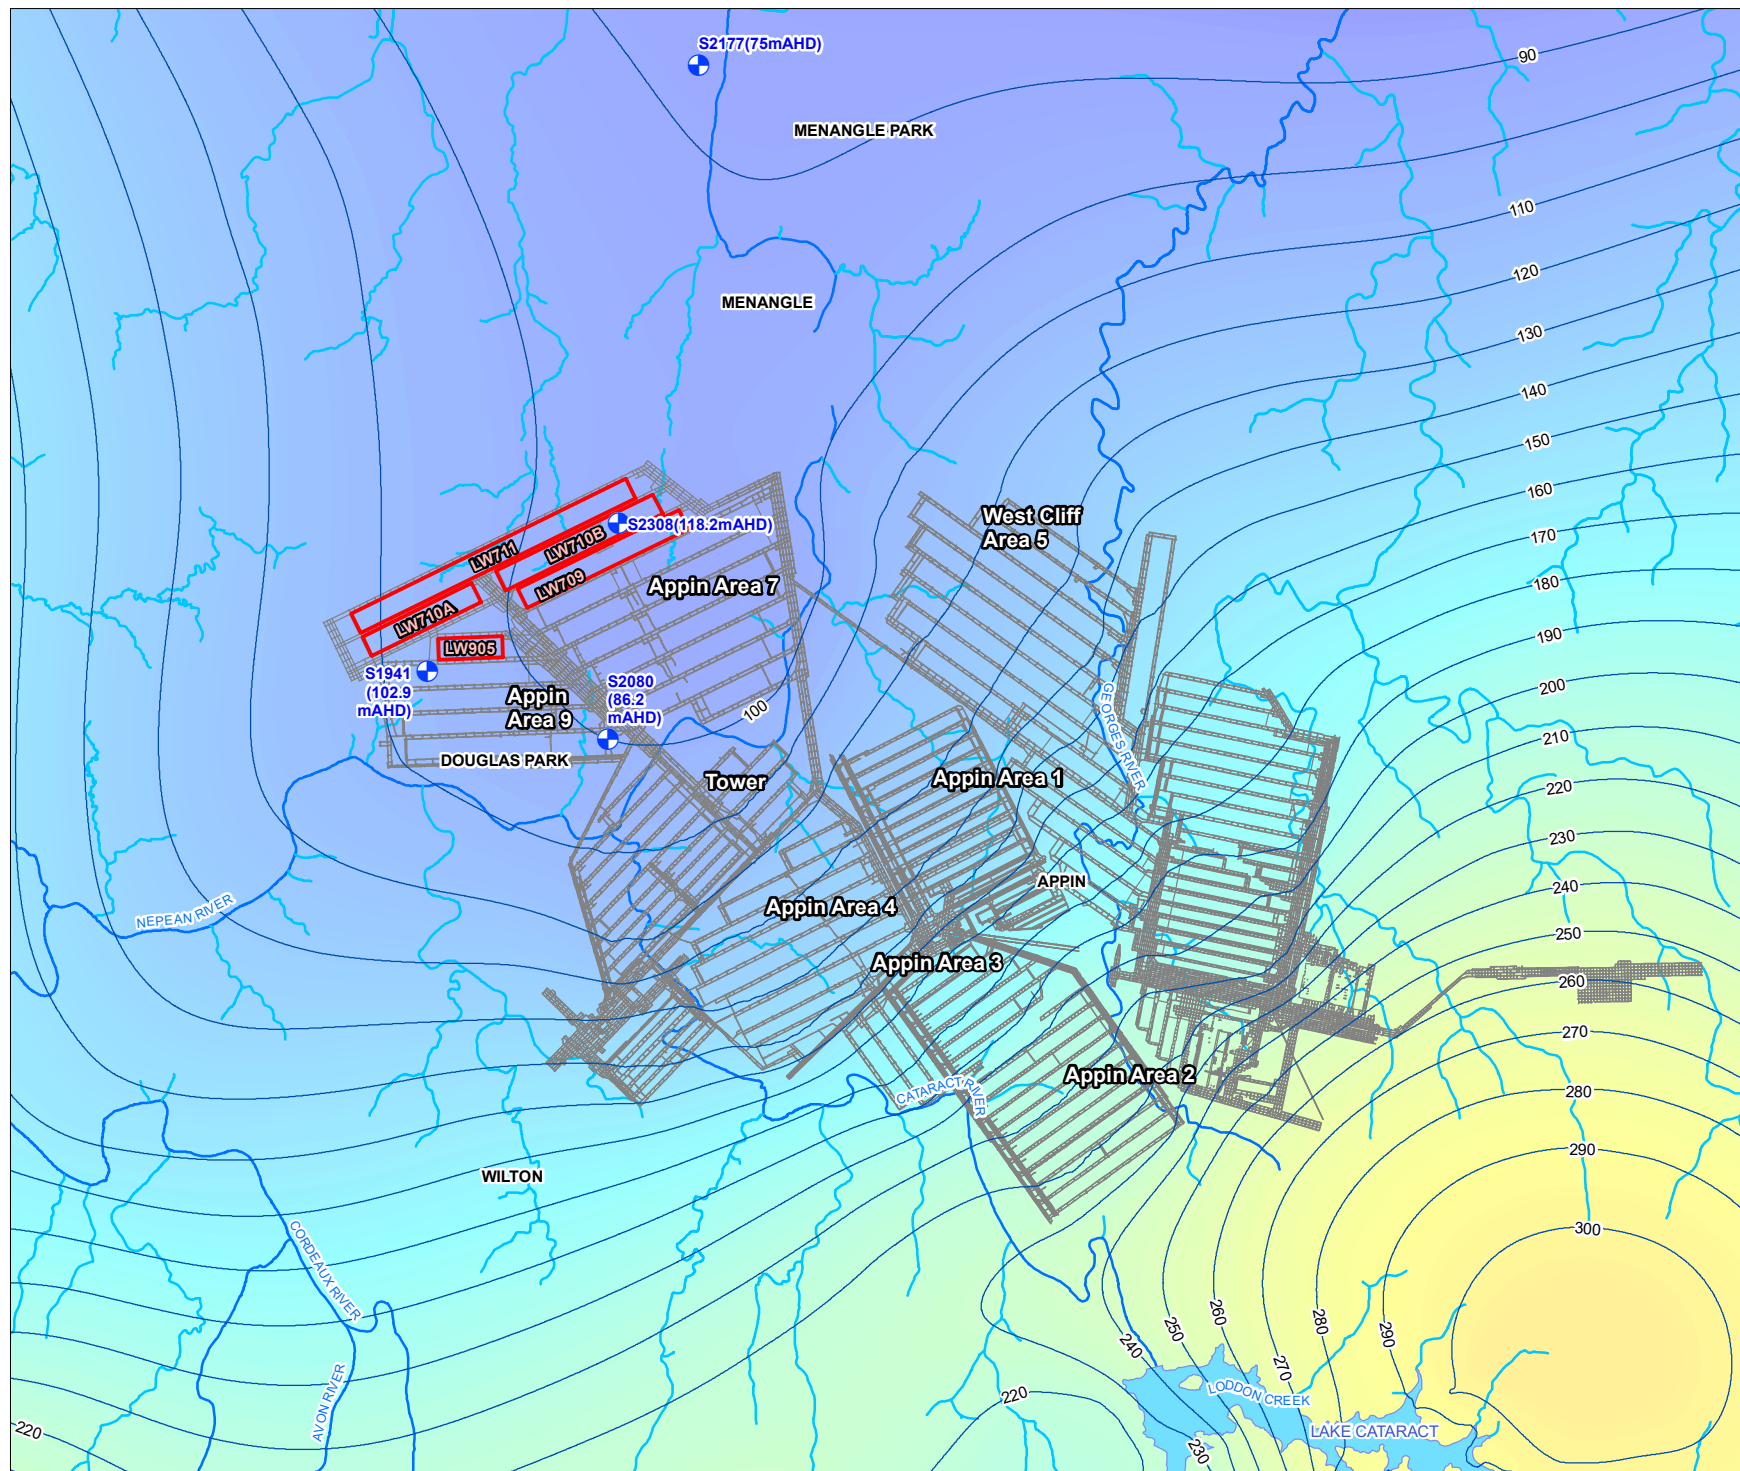 S2177(75mAHD)
90
MENANGLE PARK
110
120
MENANGLE
130
140
150
160
170
180
190
200
210
220
230
240
250
260
270
280
290
300
West Cliff
Area 5
S2308(118.2mAHD)
LW711
LW710B
LW709
LW710A
LW905
Appin Area 7
S1941
(102.9
mAHD)
S2080
(86.2
mAHD)
Appin
Area 9
100
DOUGLAS PARK
Tower
Appin Area 1
GEORGES RIVER
APPIN
Appin Area 4
NEPEAN RIVER
Appin Area 3
Appin Area 2
CATARACT RIVER
WILTON
CORDEAUX RIVER
AVON RIVER
220
220
230
240
250
260
270
280
290
LODDON CREEK
LAKE CATARACT